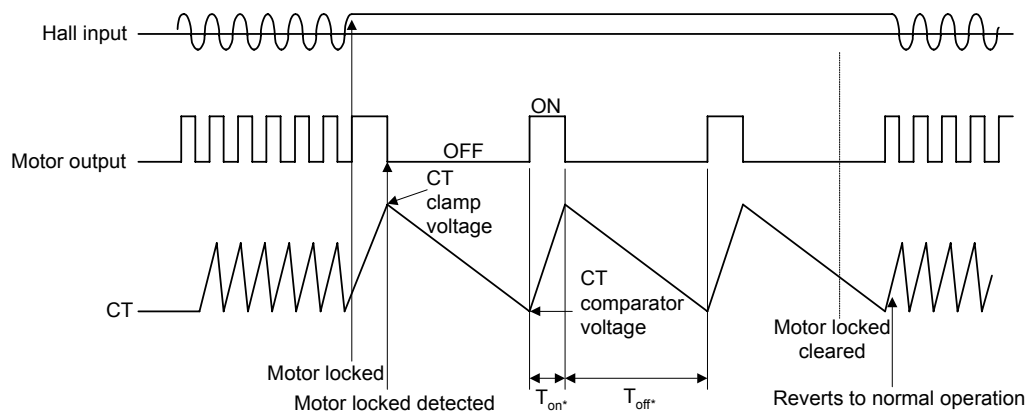 Hall input
ON
Motor output
OFF
CT
clamp
voltage
CT
comparator
voltage
CT
Motor locked
cleared
Motor locked
Motor locked detected
Ton*
Toff*
Reverts to normal operation